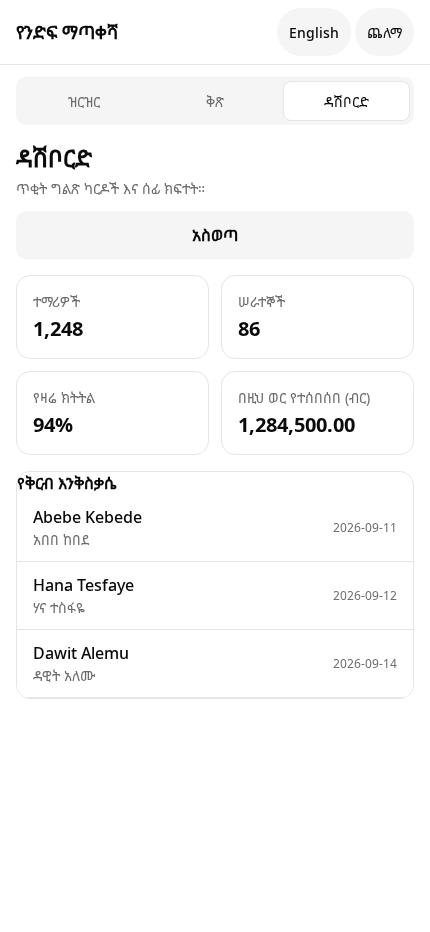 የንድፍ ማጣቀሻ
English
ጨለማ
ዝርዝር
ቅጽ
ዳሽቦርድ
ዳሽቦርድ
ጥቂት ግልጽ ካርዶች እና ሰፊ ክፍተት።
አስወጣ
ተማሪዎች
1,248
ሠራተኞች
86
የዛሬ ክትትል
94%
በዚህ ወር የተሰበሰበ (ብር)
1,284,500.00
የቅርብ እንቅስቃሴ
Abebe Kebede
አበበ ከበደ
2026-09-11
Hana Tesfaye
ሃና ተስፋዬ
2026-09-12
Dawit Alemu
ዳዊት አለሙ
2026-09-14